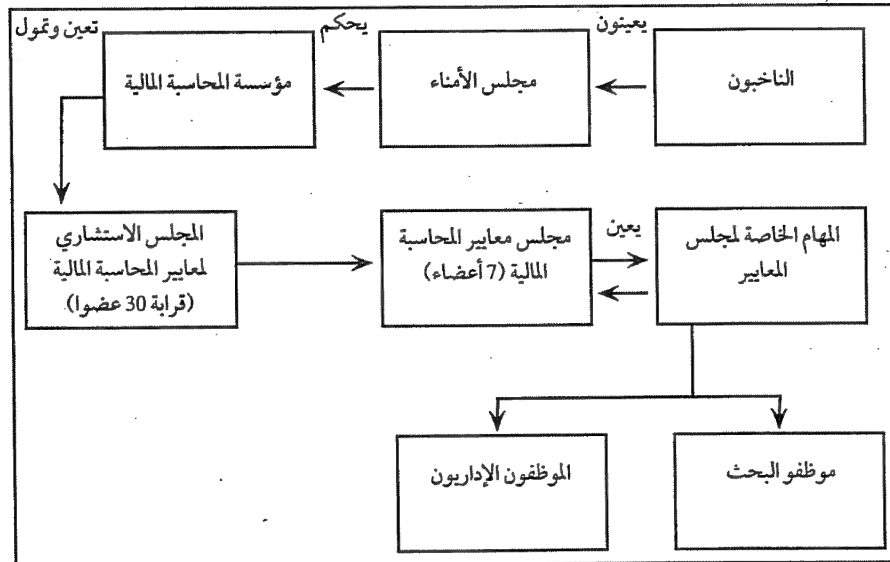 يعينون
يحكم
تعين وتمول
الناخبون
مجلس الأمناء
مؤسسة المحاسبة المالية
المهام الخاصة لمجلس
المعايير
يعين
مجلس معايير المحاسبة
المالية (7 أعضاء)
المجلس الاستشاري
لمعايير المحاسبة المالية
(قرابة 30 عضوا)
موظفو البحث
الموظفون الإداريون